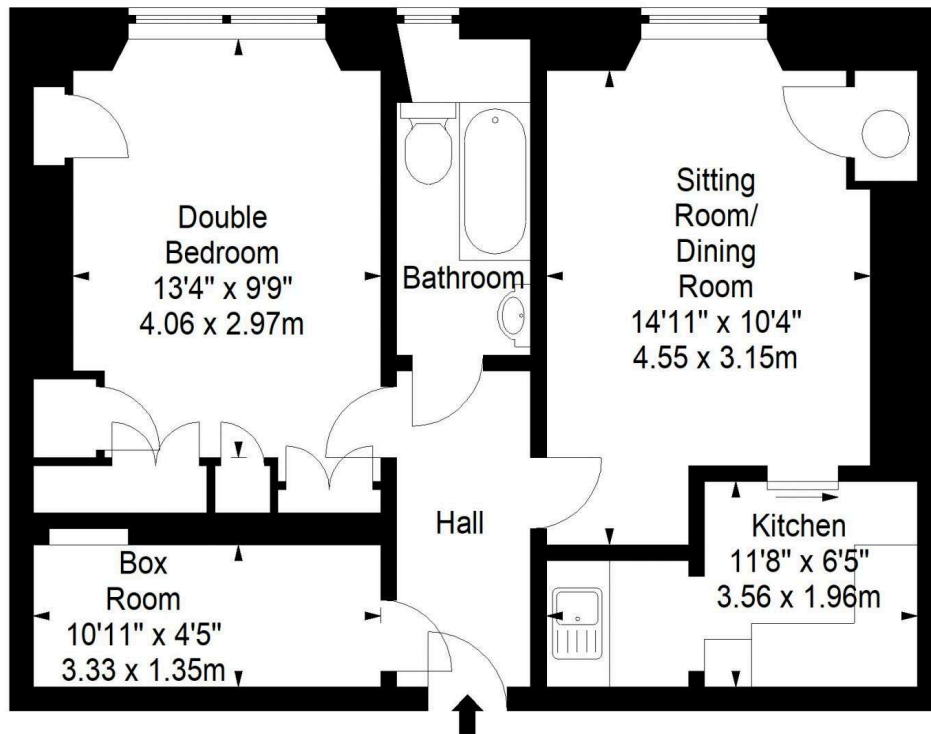 Double
Bedroom
13'4" x 9'9"
4.06 x 2.97m
Bathroom
Sitting
Room/
Dining
Room
14'11" x 10'4"
4.55 x 3.15m
Hall
Box
Room
10'11" x 4'5"
3.33 x 1.35m
Kitchen
11'8" x 6'5"
3.56 x 1.96m